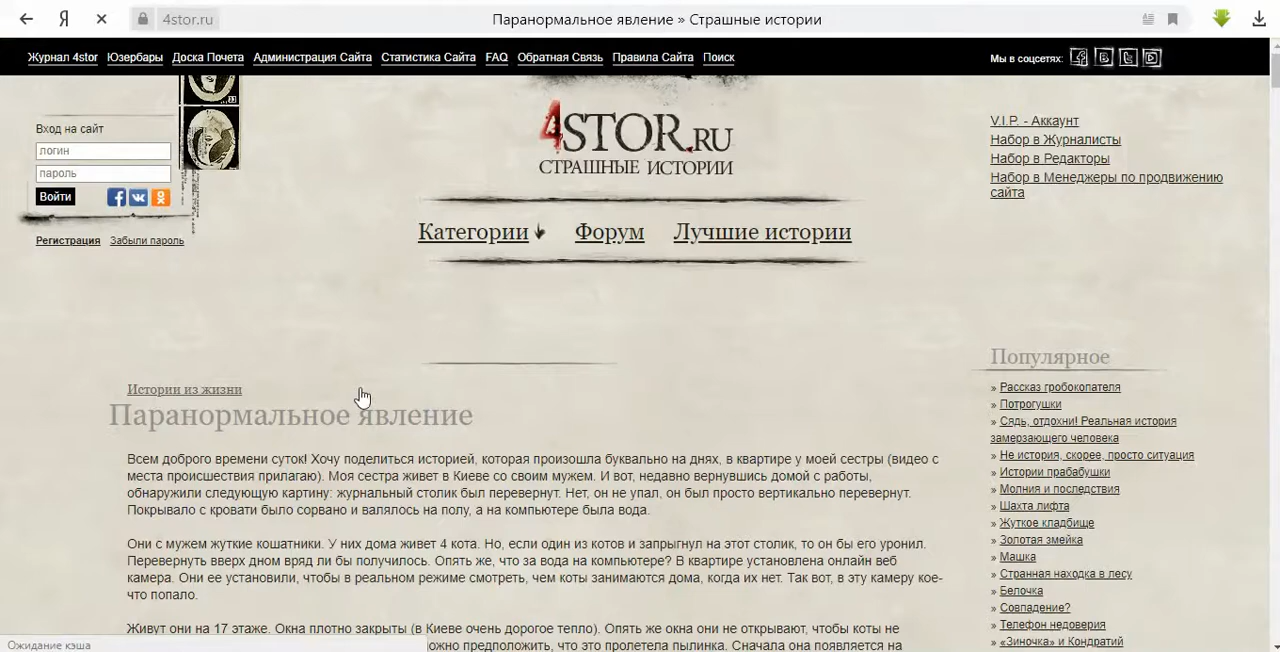 4stor.ru
Паранормальное явление » Страшные истории
Журнал 4stor Юзербары Доска Почета Администрация Сайта Статистика Сайта FAQ Обратная Связь Правила Сайта Поиск
Мы в соцсетях:
Вход на сайт
логин
пароль
Войти
Регистрация Забыли пароль
4STOR.RU
СТРАШНЫЕ ИСТОРИИ
Категории Форум Лучшие истории
V.I.P. - Аккаунт
Набор в Журналисты
Набор в Редакторы
Набор в Менеджеры по продвижению
сайта
Истории из жизни
Паранормальное явление
Всем доброго времени суток! Хочу поделиться историей, которая произошла буквально на днях, в квартире у моей сестры (видео с
места происшествия прилагаю). Моя сестра живет в Киеве со своим мужем. И вот, недавно вернувшись домой с работы,
обнаружили следующую картину: журнальный столик был перевернут. Нет, он не упал, он был просто вертикально перевернут.
Покрывало с кровати было сорвано и валялось на полу, а на компьютере была вода.
Они с мужем жуткие кошатники. У них дома живет 4 кота. Но, если один из котов и запрыгнул на этот столик, то он бы его уронил.
Перевернуть вверх дном вряд ли бы получилось. Опять же, что за вода на компьютере? В квартире установлена онлайн веб
камера. Они ее установили, чтобы в реальном режиме смотреть, чем коты занимаются дома, когда их нет. Так вот, в эту камеру кое-
что попало.
Живут они на 17 этаже. Окна плотно закрыты (в Киеве очень дорогое тепло). Опять же окна они не открывают, чтобы коты не
ожно предположить, что это пролетела пылинка. Сначала она появляется на
Популярное
» Рассказ гробокопателя
» Потрогушки
» Сядь, отдохни! Реальная история
замерзающего человека
» Не история, скорее, просто ситуация
» Истории прабабушки
» Молния и последствия
» Шахта лифта
» Жуткое кладбище
» Золотая змейка
» Машка
» Странная находка в лесу
» Белочка
» Совпадение?
» Телефон недоверия
» «Зиночка» и Кондратий
Ожидание кэша